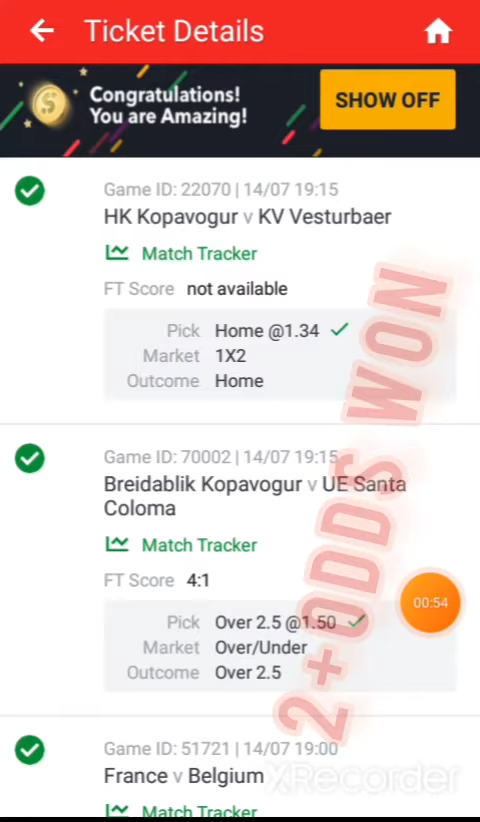 Ticket Details
Congratulations!
You are Amazing!
SHOW OFF
Game ID: 22070 | 14/07 19:15
HK Kopavogur v KV Vesturbaer
Match Tracker
FT Score not available
Pick Home @1.34
Market 1X2
Outcome Home
Game ID: 70002 | 14/07 19:15
Breidablik Kopavogur v UE Santa
Coloma
Match Tracker
FT Score 4:1
Pick Over 2.5 @1.50
Market Over/Under
Outcome Over 2.5
00:54
Game ID: 51721 | 14/07 19:00
France v Belgium
Match Tracker
2+ODDS WON
XRecorder